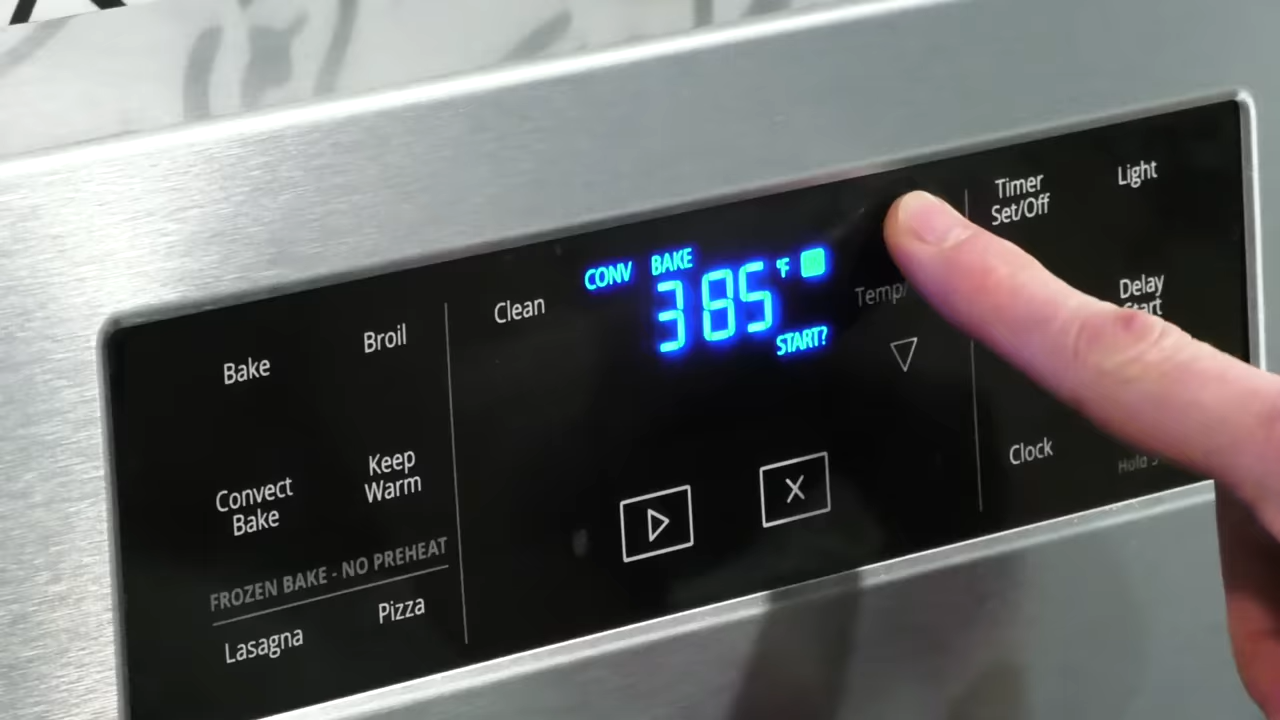 Bake
Broil
Convect
Bake
Keep
Warm
FROZEN BAKE - NO PREHEAT
Lasagna
Pizza
Clean
CONV BAKE
385 °F
START?
Timer
Set/Off
Light
Delay
Clock
Hold